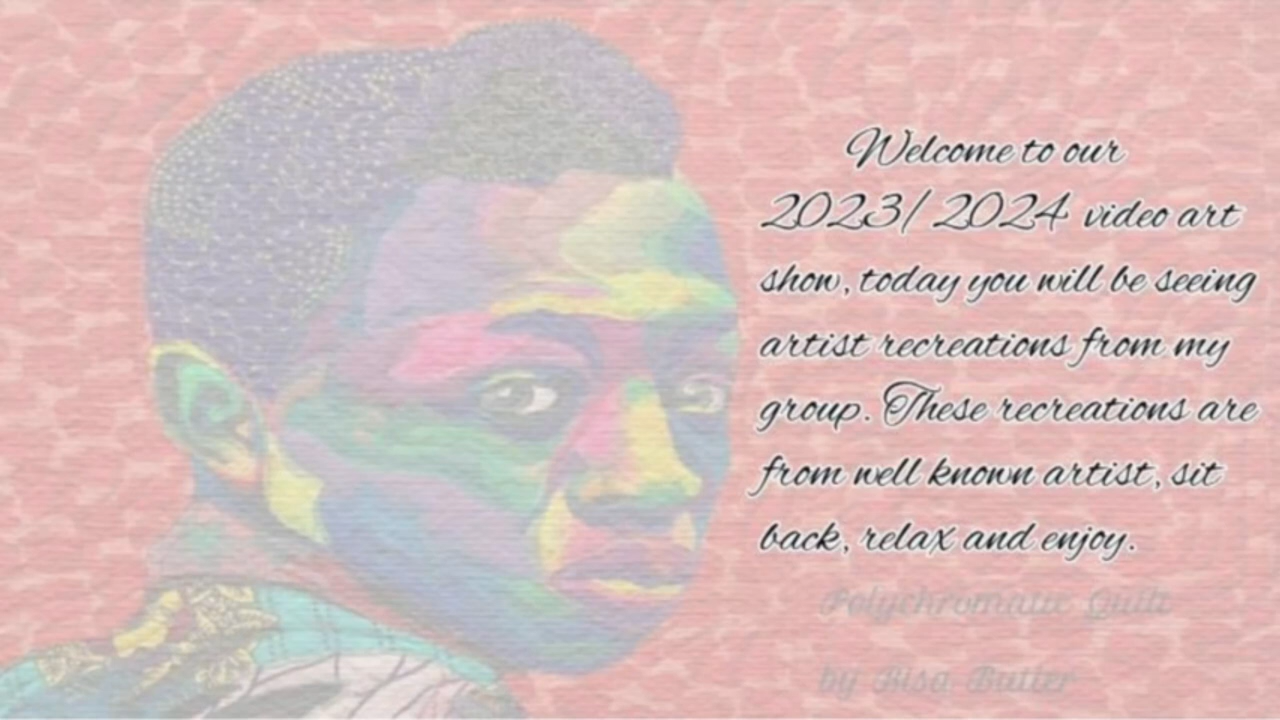 Welcome to our
2023/2024 video art
show, today you will be seeing
artist recreations from my
group. These recreations are
from well known artist, sit
back, relax and enjoy.
Polychromatic Quilt
by Bisa Butler